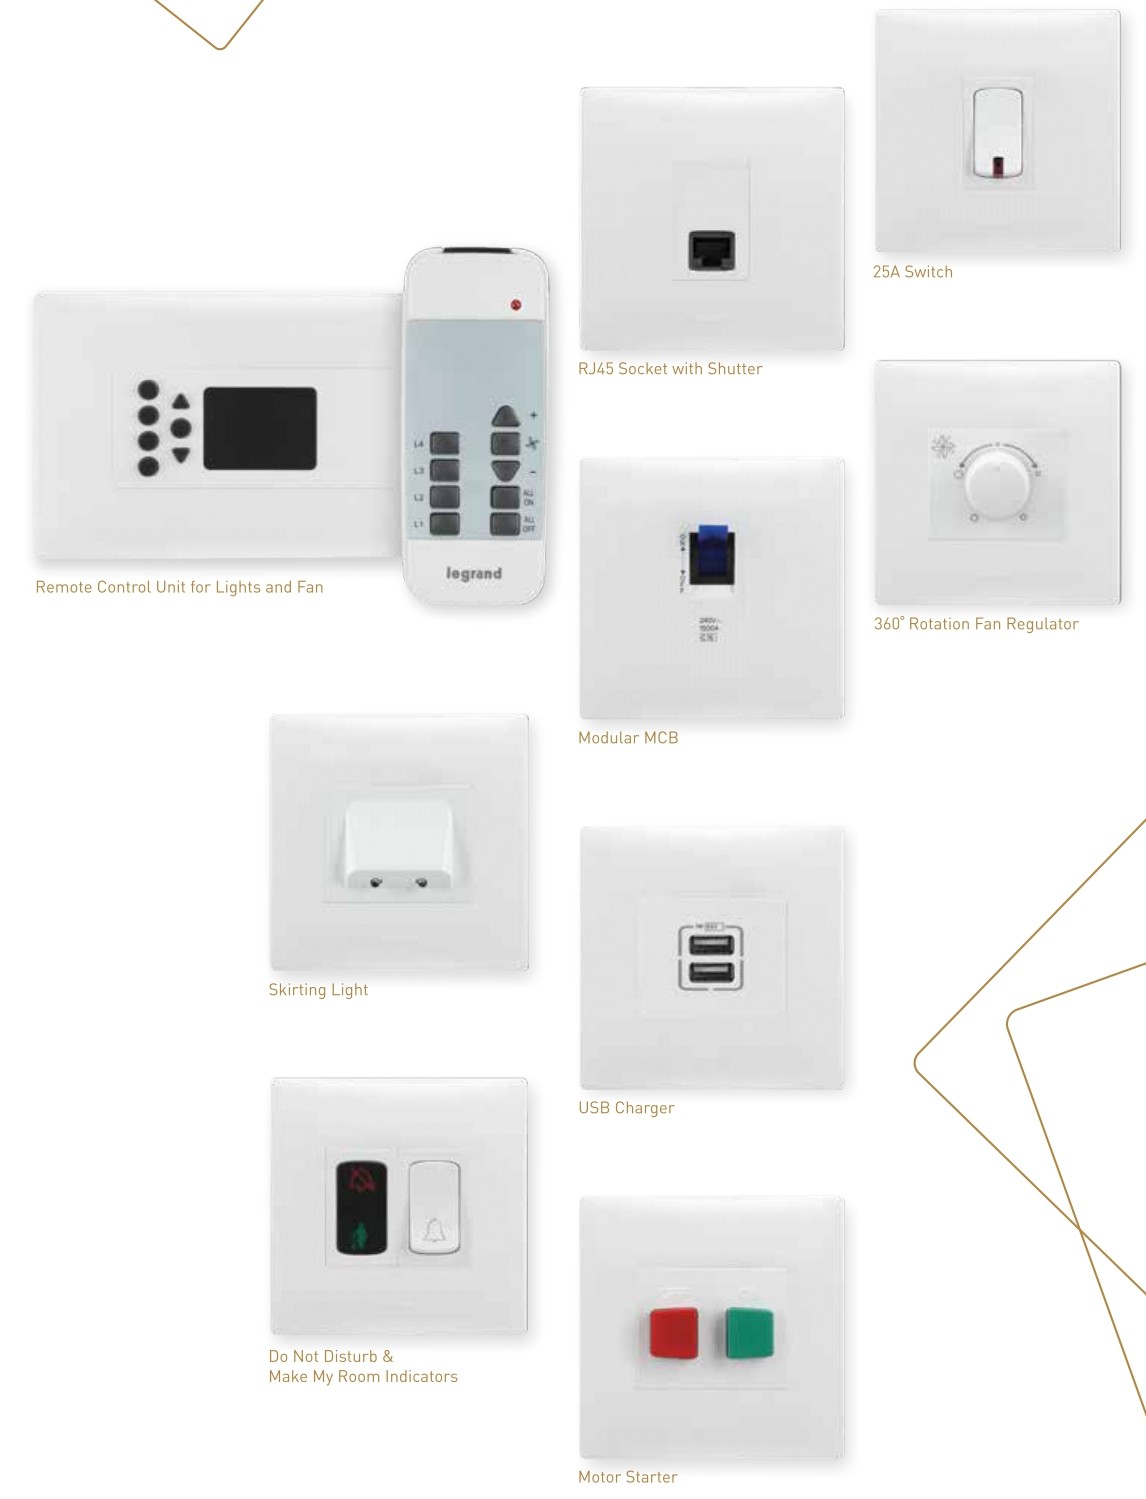 25A Switch
RJ45 Socket with Shutter
+
L4
L3
-
L2
ALL
ON
L1
ALL
OFF
legrand
Remote Control Unit for Lights and Fan
360° Rotation Fan Regulator
240V~
1500A
Modular MCB
Skirting Light
USB Charger
Do Not Disturb &
Make My Room Indicators
Motor Starter